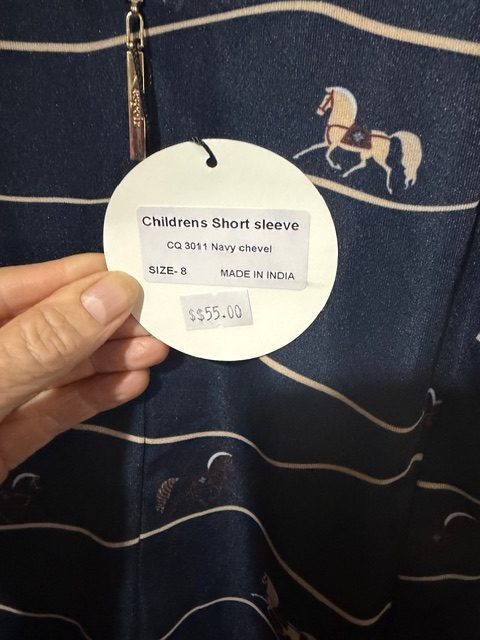 Childrens Short sleeve
CQ 3011 Navy chevel
SIZE- 8 MADE IN INDIA
$$55.00